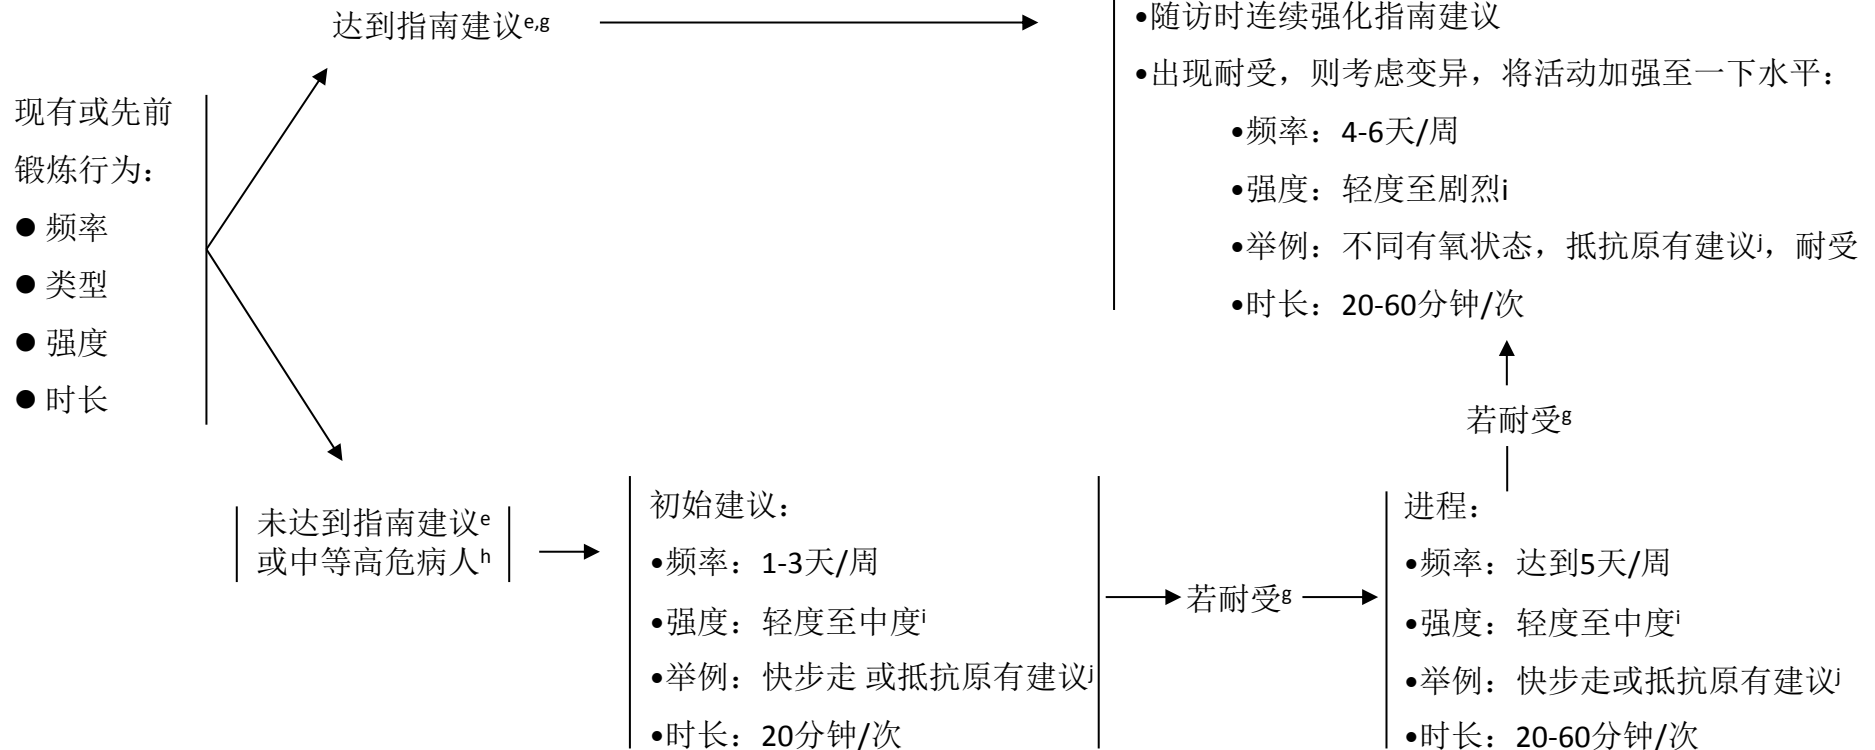 达到指南建议e,g
•随访时连续强化指南建议
•出现耐受，则考虑变异，将活动加强至一下水平：
•频率：4-6天/周
•强度：轻度至剧烈i
•举例：不同有氧状态，抵抗原有建议j，耐受
•时长：20-60分钟/次
现有或先前
锻炼行为：
● 频率
● 类型
● 强度
● 时长
若耐受g
未达到指南建议e
或中等高危病人h
初始建议：
•频率：1-3天/周
•强度：轻度至中度i
•举例：快步走 或抵抗原有建议j
•时长：20分钟/次
若耐受g
进程：
•频率：达到5天/周
•强度：轻度至中度i
•举例：快步走或抵抗原有建议j
•时长：20-60分钟/次